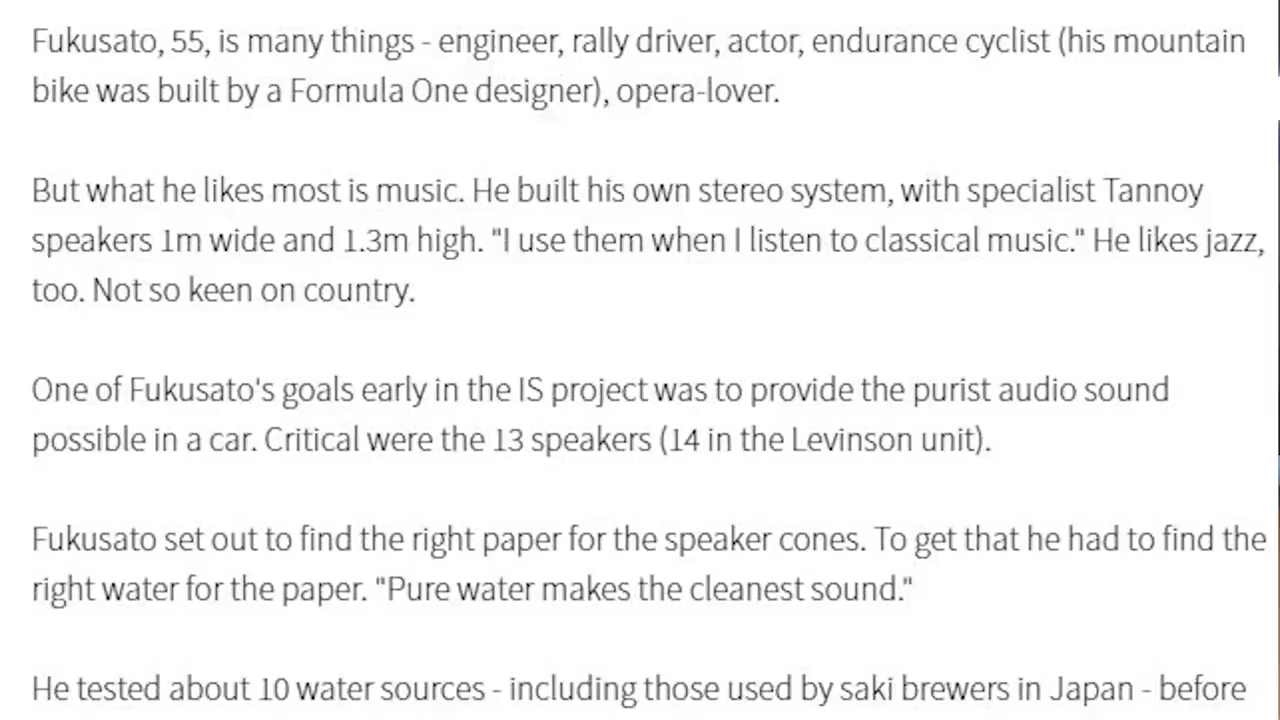 Fukusato, 55, is many things - engineer, rally driver, actor, endurance cyclist (his mountain
bike was built by a Formula One designer), opera-lover.
But what he likes most is music. He built his own stereo system, with specialist Tannoy
speakers 1m wide and 1.3m high. "I use them when I listen to classical music." He likes jazz,
too. Not so keen on country.
One of Fukusato's goals early in the IS project was to provide the purist audio sound
possible in a car. Critical were the 13 speakers (14 in the Levinson unit).
Fukusato set out to find the right paper for the speaker cones. To get that he had to find the
right water for the paper. "Pure water makes the cleanest sound."
He tested about 10 water sources - including those used by saki brewers in Japan - before